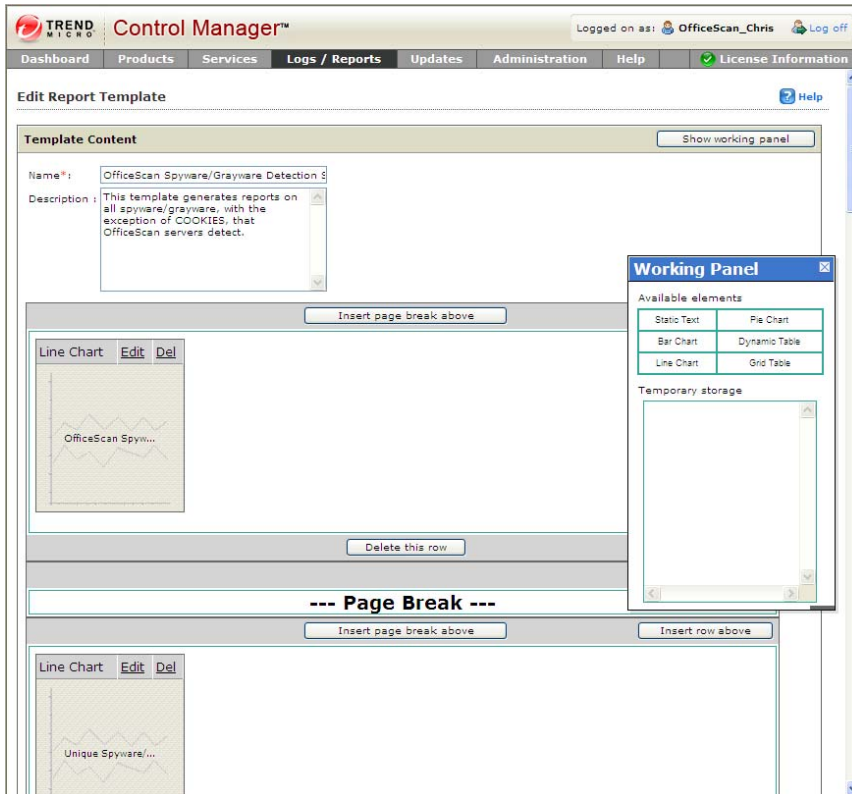 TREND
MICRO
Control Manager™
Logged on as: OfficeScan_Chris Log off
Dashboard Products Services Logs / Reports Updates Administration Help License Information
Edit Report Template
Help
Template Content
Show working panel
Name*: OfficeScan Spyware/Grayware Detection S
Description : This template generates reports on
all spyware/grayware, with the
exception of COOKIES, that
OfficeScan servers detect.
Insert page break above
Line Chart Edit Del
OfficeScan Spyw...
Delete this row
Working Panel
Available elements
Static Text Pie Chart
Bar Chart Dynamic Table
Line Chart Grid Table
Temporary storage
--- Page Break ---
Insert page break above Insert row above
Line Chart Edit Del
Unique Spyware/...